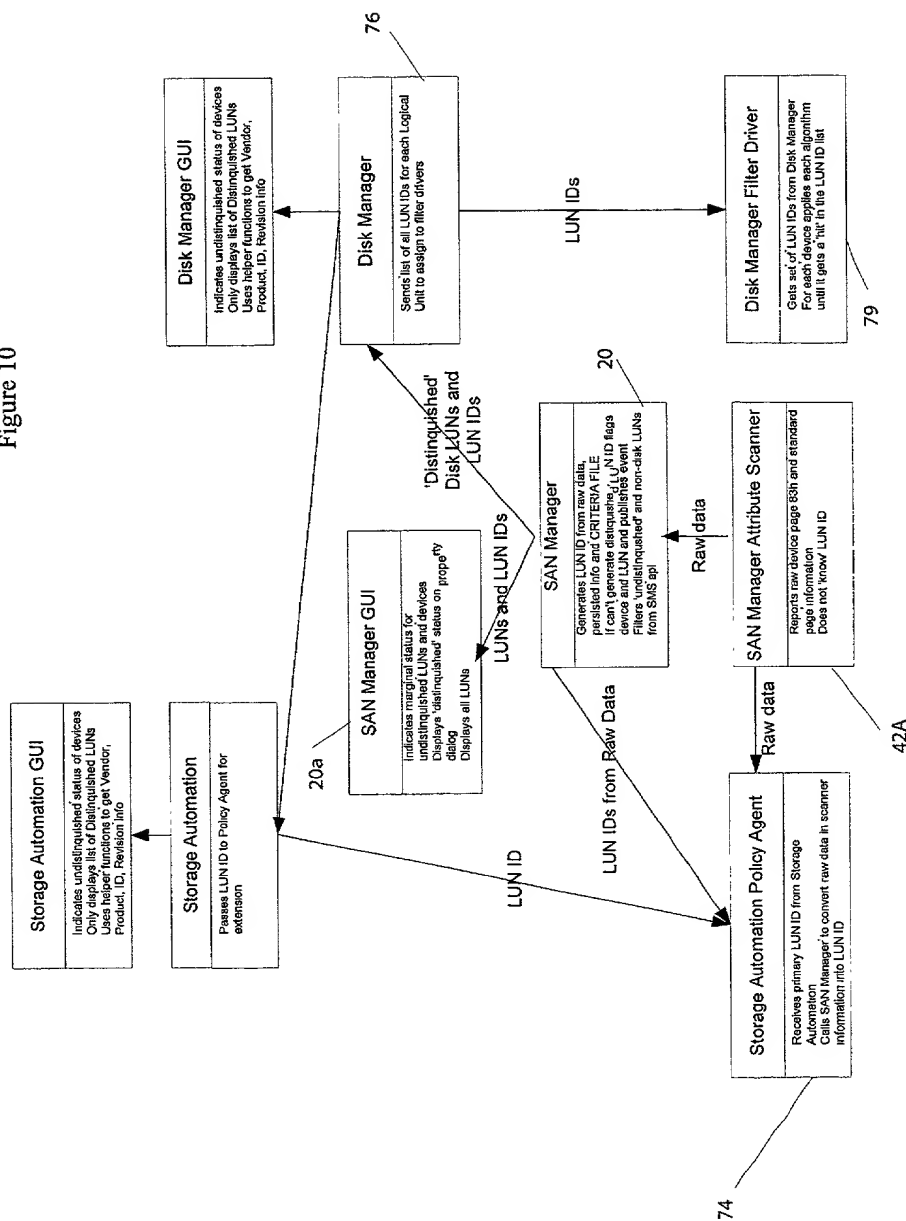 Figure 10
Storage Automation GUI
Indicates undistinguished status of devices
Only displays list of Distinguished LUNs
Uses helper functions to get Vendor,
Product, ID, Revision Info
Storage Automation
Passes LUN ID to Policy Agent for
extension
Disk Manager GUI
Indicates undistinguished status of devices
Only displays list of Distinguished LUNs
Uses helper functions to get Vendor,
Product, ID, Revision Info
Disk Manager
Sends list of all LUN IDs for each Logical
Unit to assign to filter drivers
76
20a
SAN Manager GUI
Indicates marginal status for
undistinguished LUNs and devices
Displays 'distinguished' status on property
dialog
Displays all LUNs
'Distinquished'
Disk LUNs and
LUN IDs
LUNs and LUN IDs
LUN ID
LUN IDs from Raw Data
LUN IDs
SAN Manager
Generates LUN ID from raw data,
persisted info and CRITERIA FILE
If can't generate distinguished LUN ID flags
device and LUN and publishes event
Filters 'undistinqushed' and non-disk LUNs
from SMS api
20
Raw data
Raw data
Storage Automation Policy Agent
Receives primary LUN ID from Storage
Automation
Calls SAN Manager to convert raw data in scanner
information into LUN ID
74
SAN Manager Attribute Scanner
Reports raw device page 83h and standard
page information
Does not 'know' LUN ID
42A
Disk Manager Filter Driver
Gets set of LUN IDs from Disk Manager
For each device applies each algorithm
until it gets a 'hit' in the LUN ID list
79